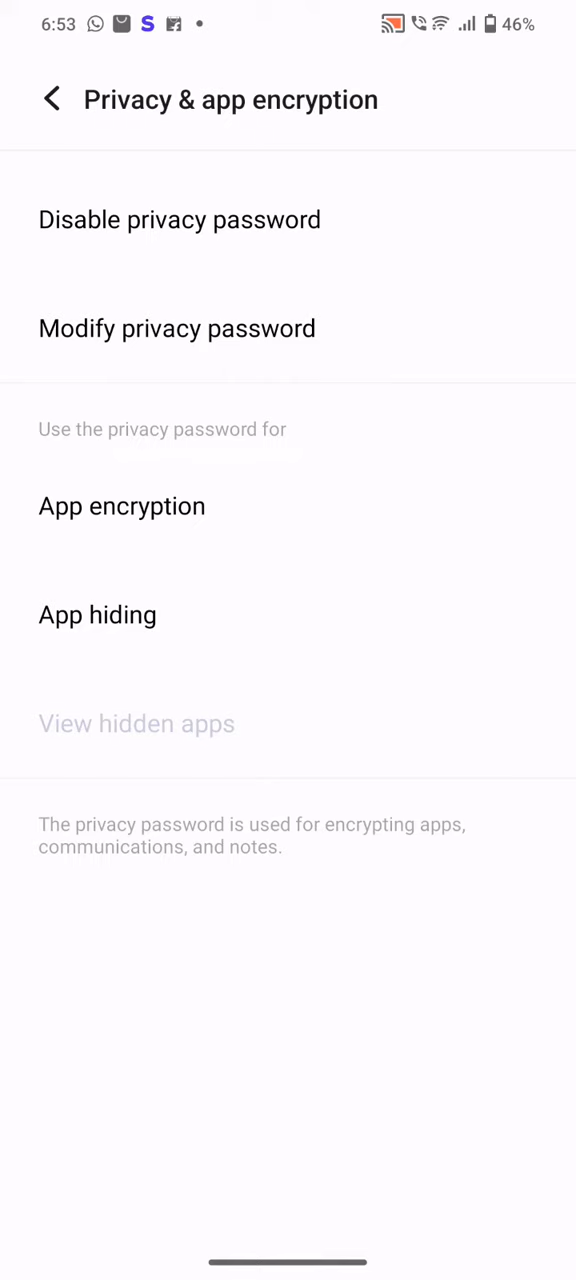 6:53 S 46%
Privacy & app encryption
Disable privacy password
Modify privacy password
Use the privacy password for
App encryption
App hiding
View hidden apps
The privacy password is used for encrypting apps,
communications, and notes.